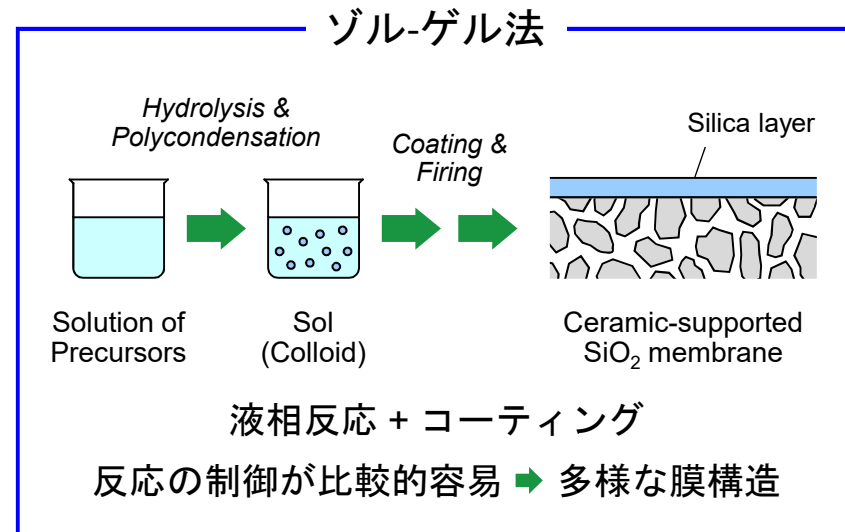 ゾル-ゲル法
Hydrolysis &
Polycondensation
Coating &
Firing
Silica layer
Solution of
Precursors
Sol
(Colloid)
Ceramic-supported
SiO2 membrane
液相反応 + コーティング
反応の制御が比較的容易 ➡ 多様な膜構造